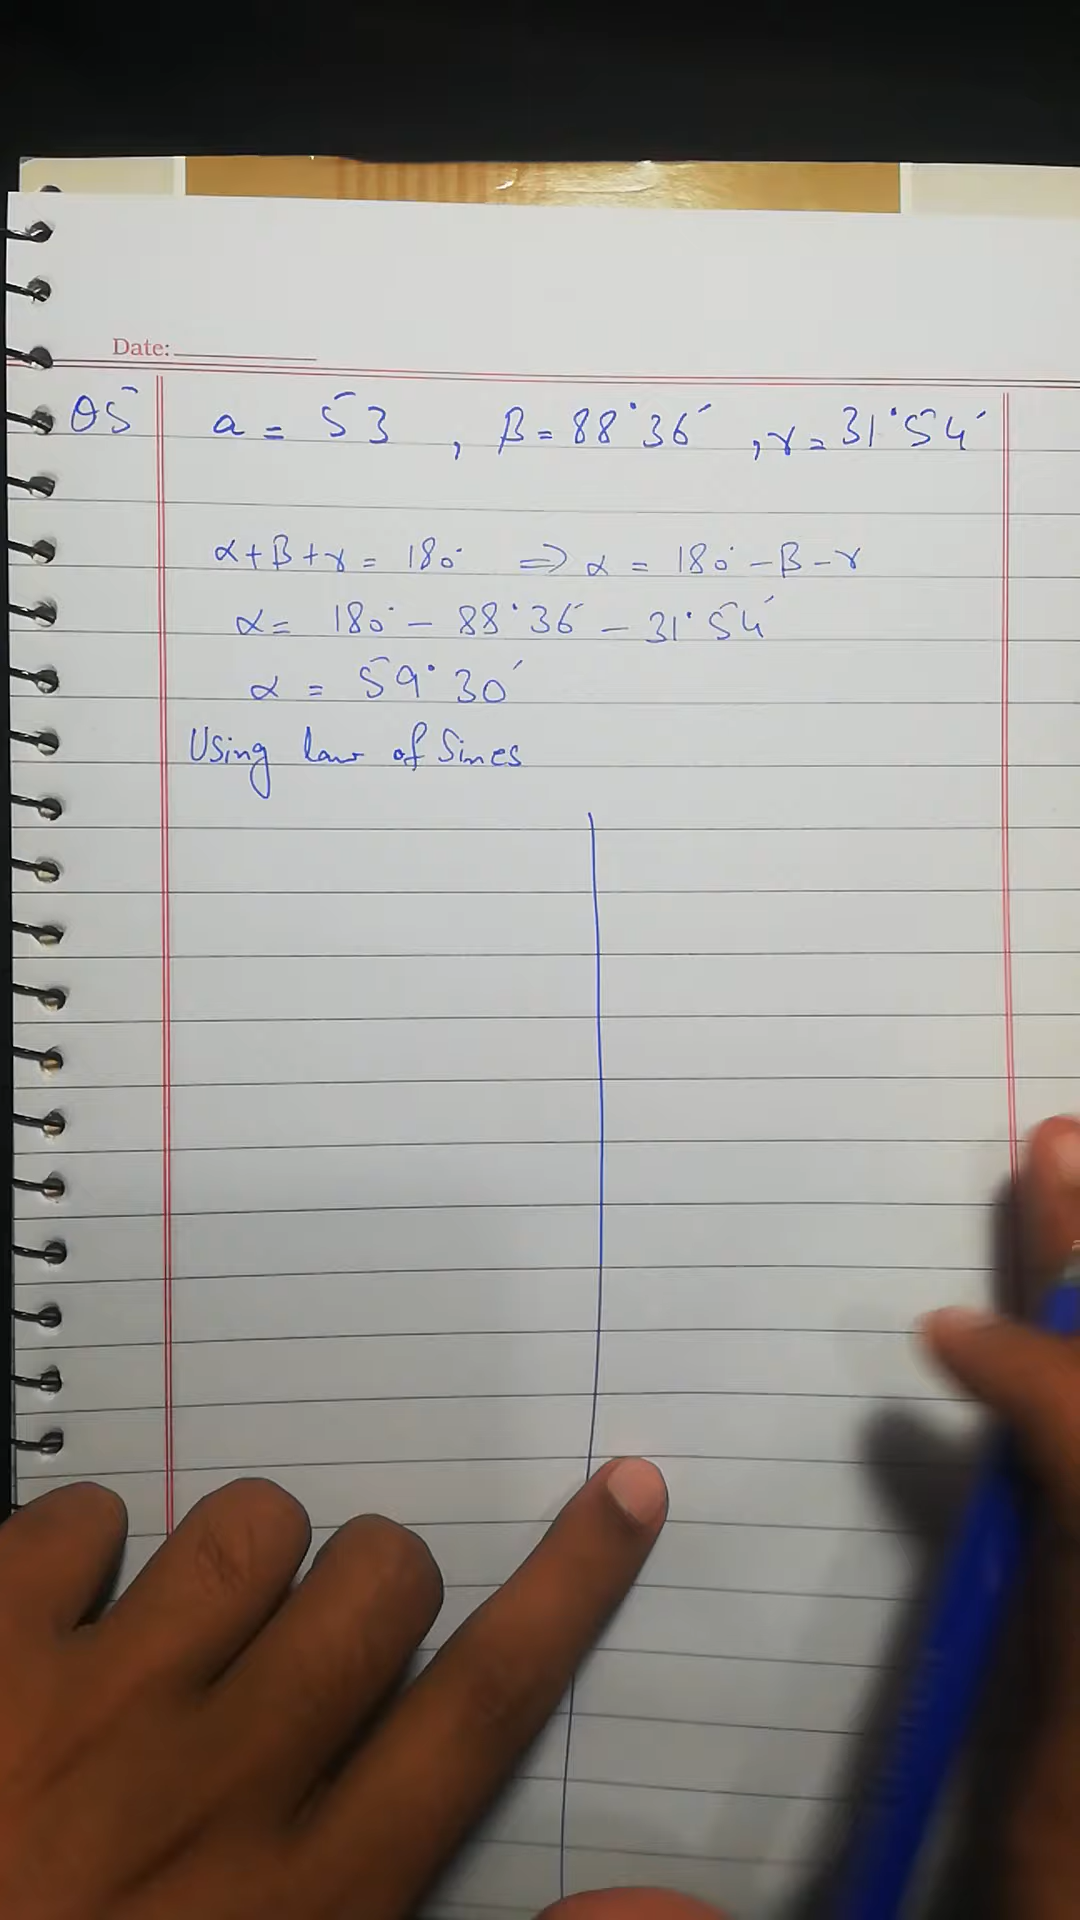 Date:
Q5 a = 53 , β = 88°36′ , γ = 31°54′
α + β + γ = 180° ⇒ α = 180° - β - γ
α = 180° - 88°36′ - 31°54′
α = 59°30′
Using law of Sines